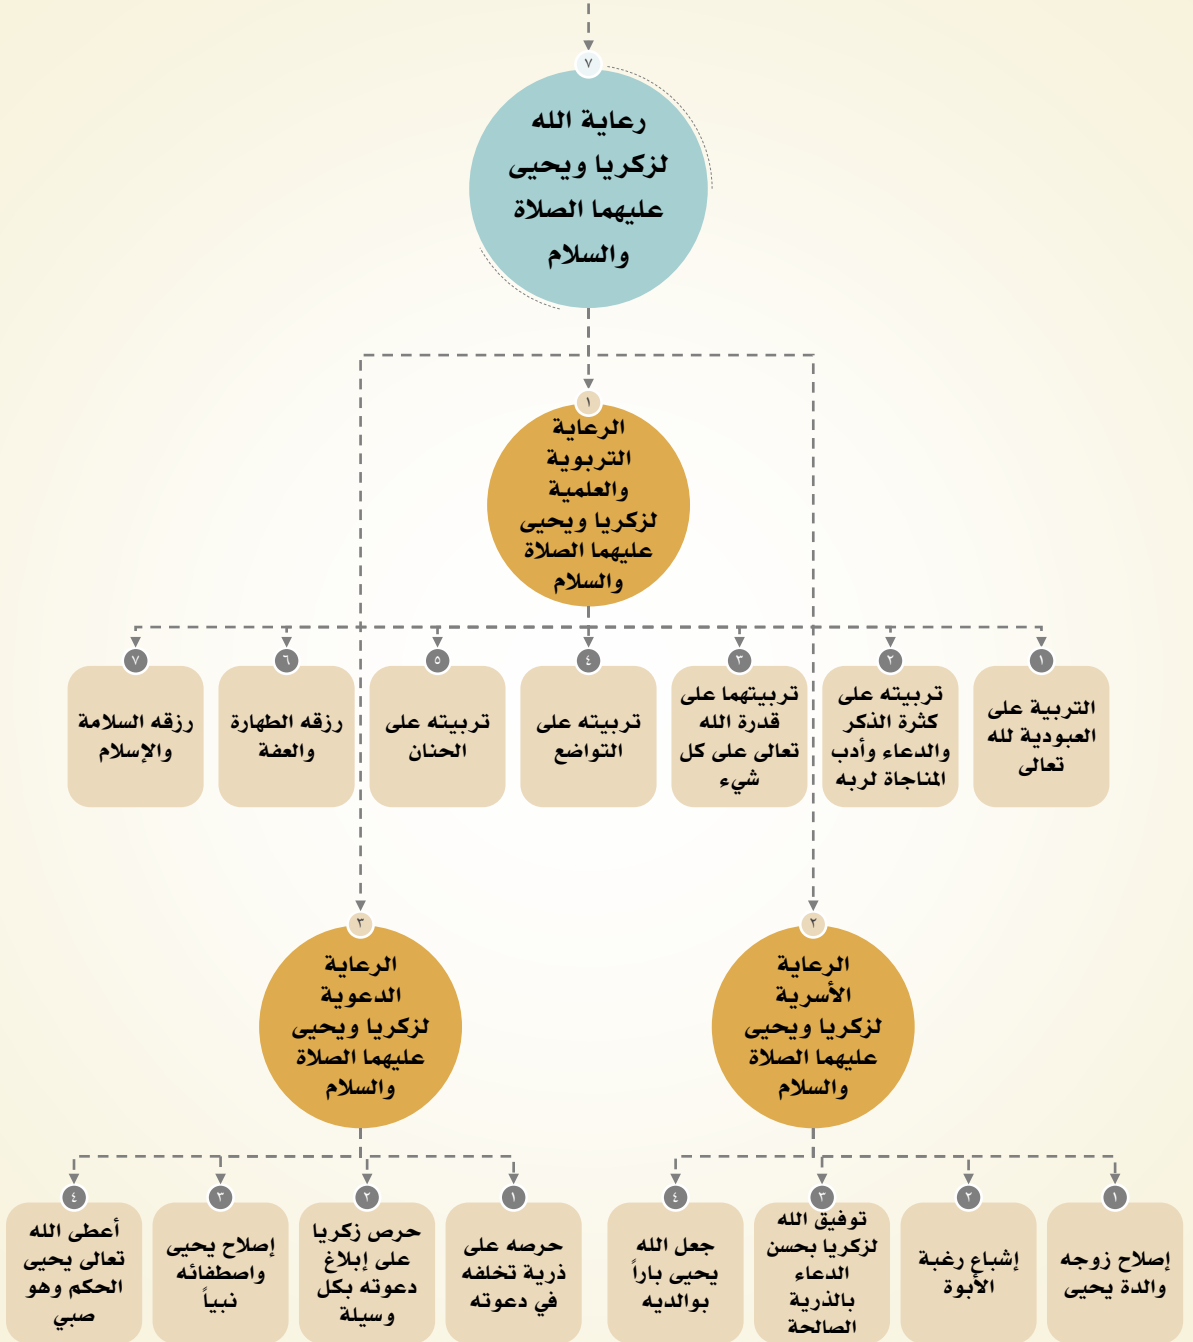 ٧
رعاية الله
لزكريا ويحيى
عليهما الصلاة
والسلام
١
الرعاية
التربوية
والعلمية
لزكريا ويحيى
عليهما الصلاة
والسلام
١
التربية على
العبودية لله
تعالى
٢
تربيته على
كثرة الذكر
والدعاء وأدب
المناجاة لربه
٣
تربيتهما على
قدرة الله
تعالى على كل
شيء
٤
تربيته على
التواضع
٥
تربيته على
الحنان
٦
رزقه الطهارة
والعفة
٧
رزقه السلامة
والإسلام
٢
الرعاية
الأسرية
لزكريا ويحيى
عليهما الصلاة
والسلام
١
إصلاح زوجه
والدة يحيى
٢
إشباع رغبة
الأبوة
٣
توفيق الله
لزكريا بحسن
الدعاء
بالذرية
الصالحة
٤
جعل الله
يحيى باراً
بوالديه
٣
الرعاية
الدعوية
لزكريا ويحيى
عليهما الصلاة
والسلام
١
حرصه على
ذرية تخلفه
في دعوته
٢
حرص زكريا
على إبلاغ
دعوته بكل
وسيلة
٣
إصلاح يحيى
واصطفائه
نبياً
٤
أعطى الله
تعالى يحيى
الحكم وهو
صبي